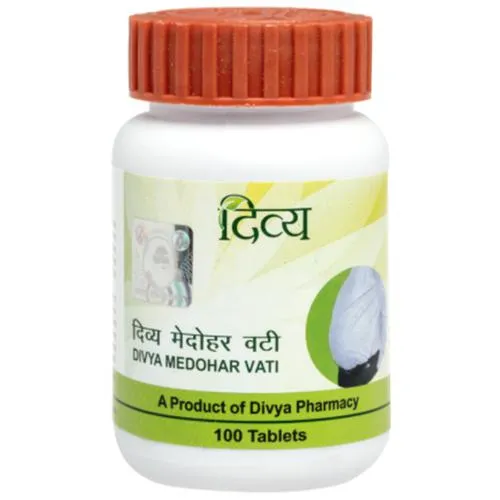 दिव्य
दिव्य मेदोहर वटी
DIVYA MEDOHAR VATI
A Product of Divya Pharmacy
100 Tablets